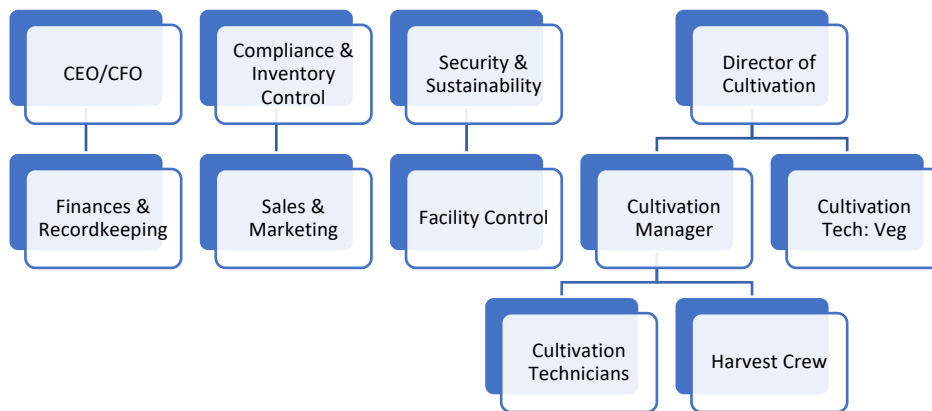 CEO/CFO
Compliance &
Inventory
Control
Security &
Sustainability
Director of
Cultivation
Finances &
Recordkeeping
Sales &
Marketing
Facility Control
Cultivation
Manager
Cultivation
Tech: Veg
Cultivation
Technicians
Harvest Crew